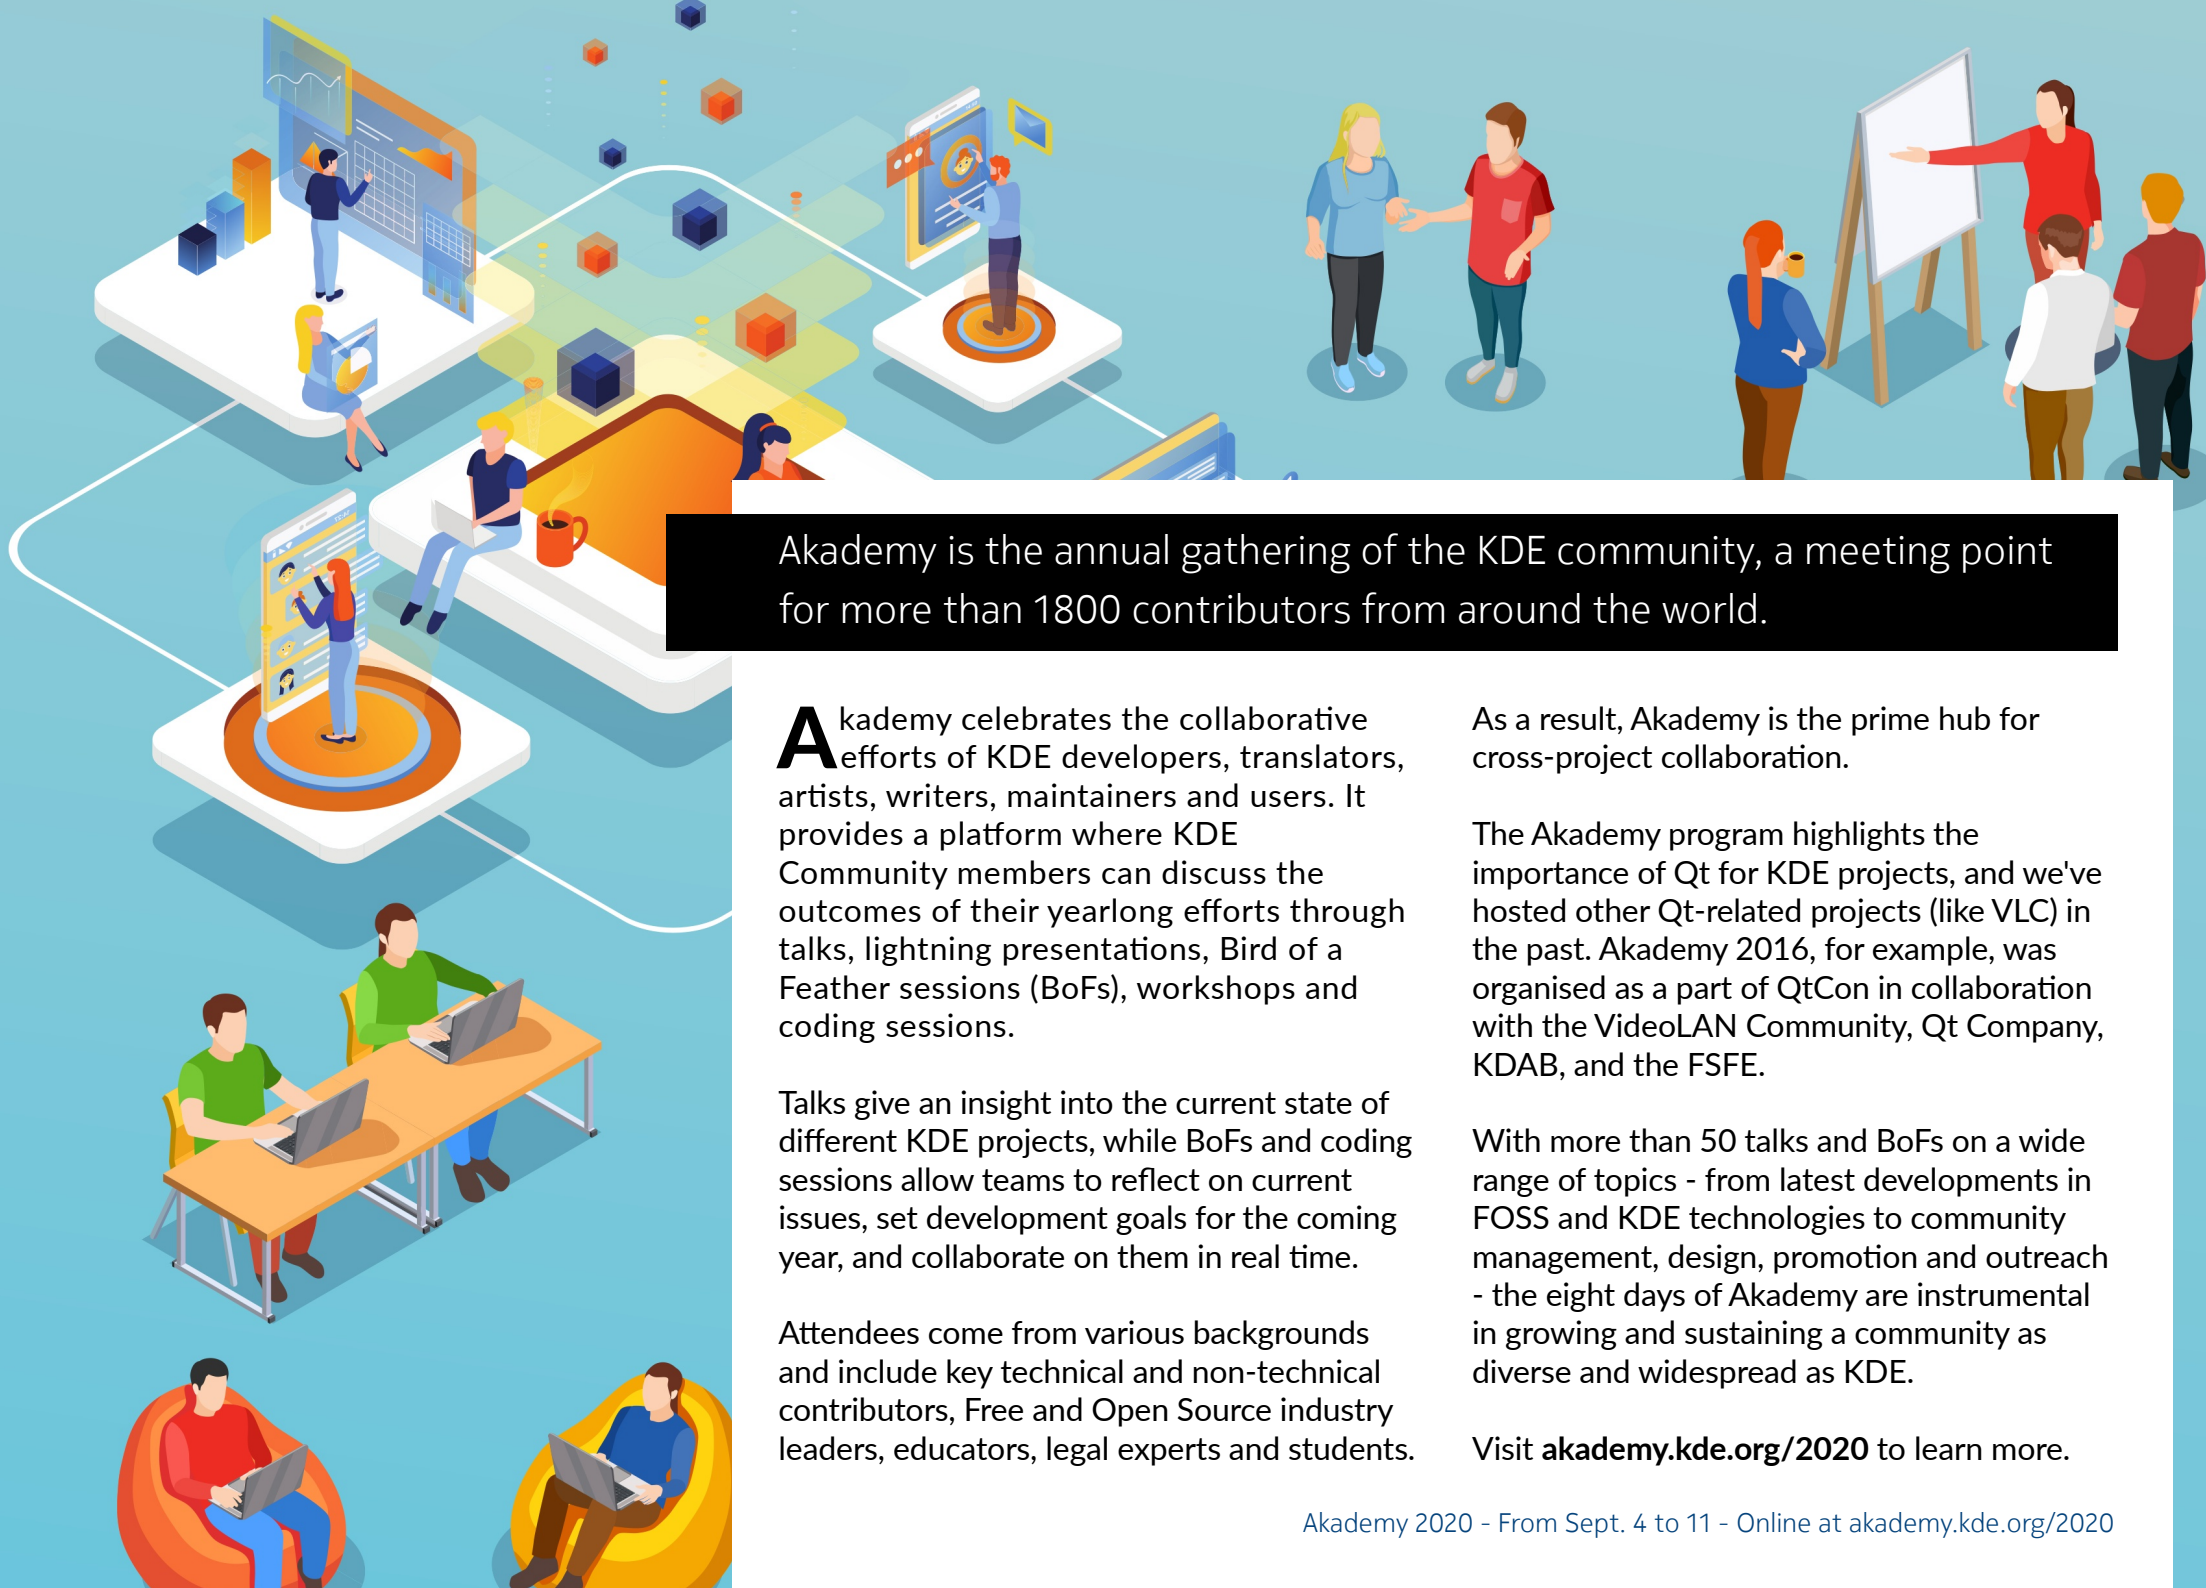 Akademy is the annual gathering of the KDE community, a meeting point
for more than 1800 contributors from around the world.
Akademy celebrates the collaborative
efforts of KDE developers, translators,
artists, writers, maintainers and users. It
provides a platform where KDE
Community members can discuss the
outcomes of their yearlong efforts through
talks, lightning presentations, Bird of a
Feather sessions (BoFs), workshops and
coding sessions.
Talks give an insight into the current state of
different KDE projects, while BoFs and coding
sessions allow teams to reflect on current
issues, set development goals for the coming
year, and collaborate on them in real time.
Attendees come from various backgrounds
and include key technical and non-technical
contributors, Free and Open Source industry
leaders, educators, legal experts and students.
As a result, Akademy is the prime hub for
cross-project collaboration.
The Akademy program highlights the
importance of Qt for KDE projects, and we've
hosted other Qt-related projects (like VLC) in
the past. Akademy 2016, for example, was
organised as a part of QtCon in collaboration
with the VideoLAN Community, Qt Company,
KDAB, and the FSFE.
With more than 50 talks and BoFs on a wide
range of topics - from latest developments in
FOSS and KDE technologies to community
management, design, promotion and outreach
- the eight days of Akademy are instrumental
in growing and sustaining a community as
diverse and widespread as KDE.
Visit akademy.kde.org/2020 to learn more.
Akademy 2020 - From Sept. 4 to 11 - Online at akademy.kde.org/2020